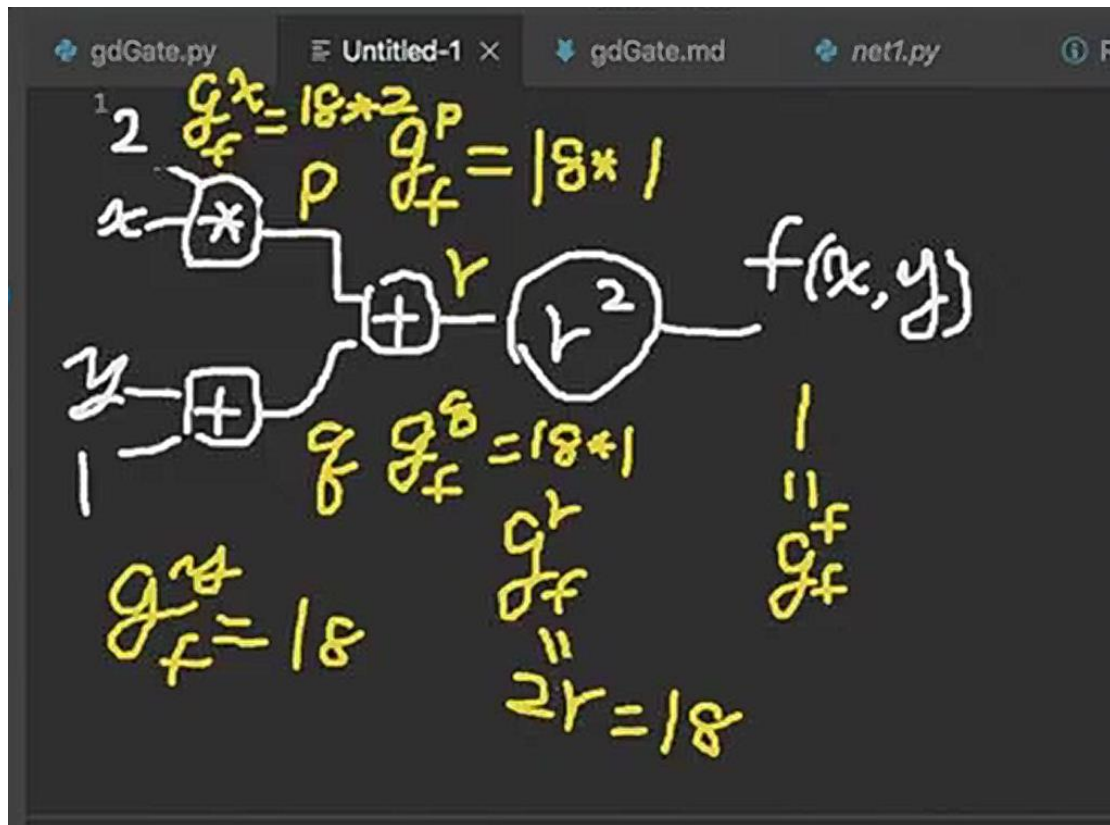 gdGate.py
Untitled-1
gdGate.md
net1.py
1
2
g^x_f = 18*2
g^p_f = 18*1
x
*
p
+
r
r^2
f(x,y)
y
+
1
q
g^q_f = 18*1
1
=
g^f_f
g^r_f
=
2r = 18
g^y_f = 18